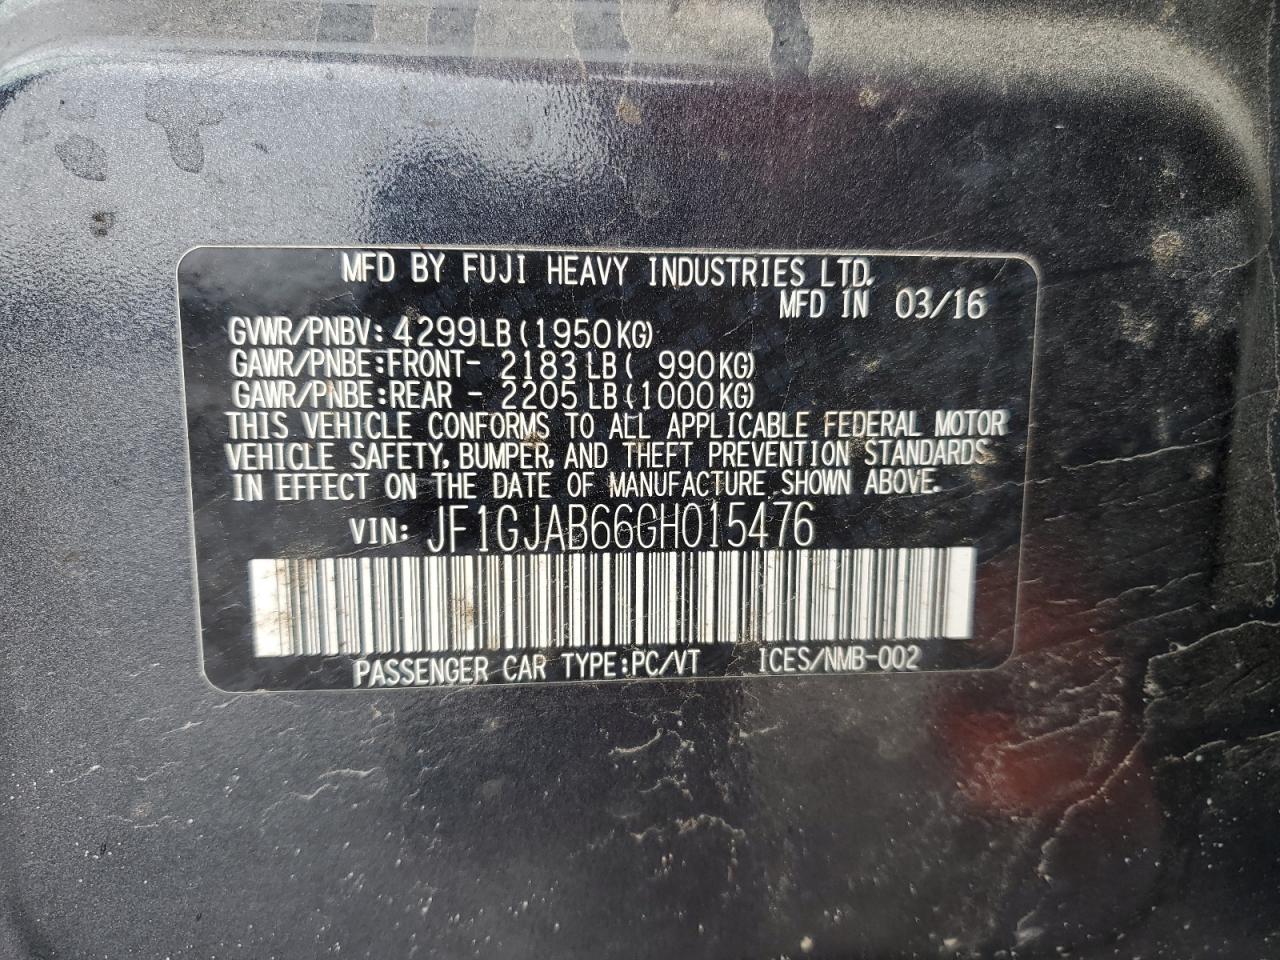 MFD BY FUJI HEAVY INDUSTRIES LTD.
MFD IN 03/16
GVWR/PNBV: 4299LB(1950KG)
GAWR/PNBE:FRONT- 2183LB( 990KG)
GAWR/PNBE:REAR - 2205LB(1000KG)
THIS VEHICLE CONFORMS TO ALL APPLICABLE FEDERAL MOTOR
VEHICLE SAFETY, BUMPER, AND THEFT PREVENTION STANDARDS
IN EFFECT ON THE DATE OF MANUFACTURE SHOWN ABOVE.
VIN: JF1GJAB66GH015476
PASSENGER CAR TYPE:PC/VT ICES/NMB-002